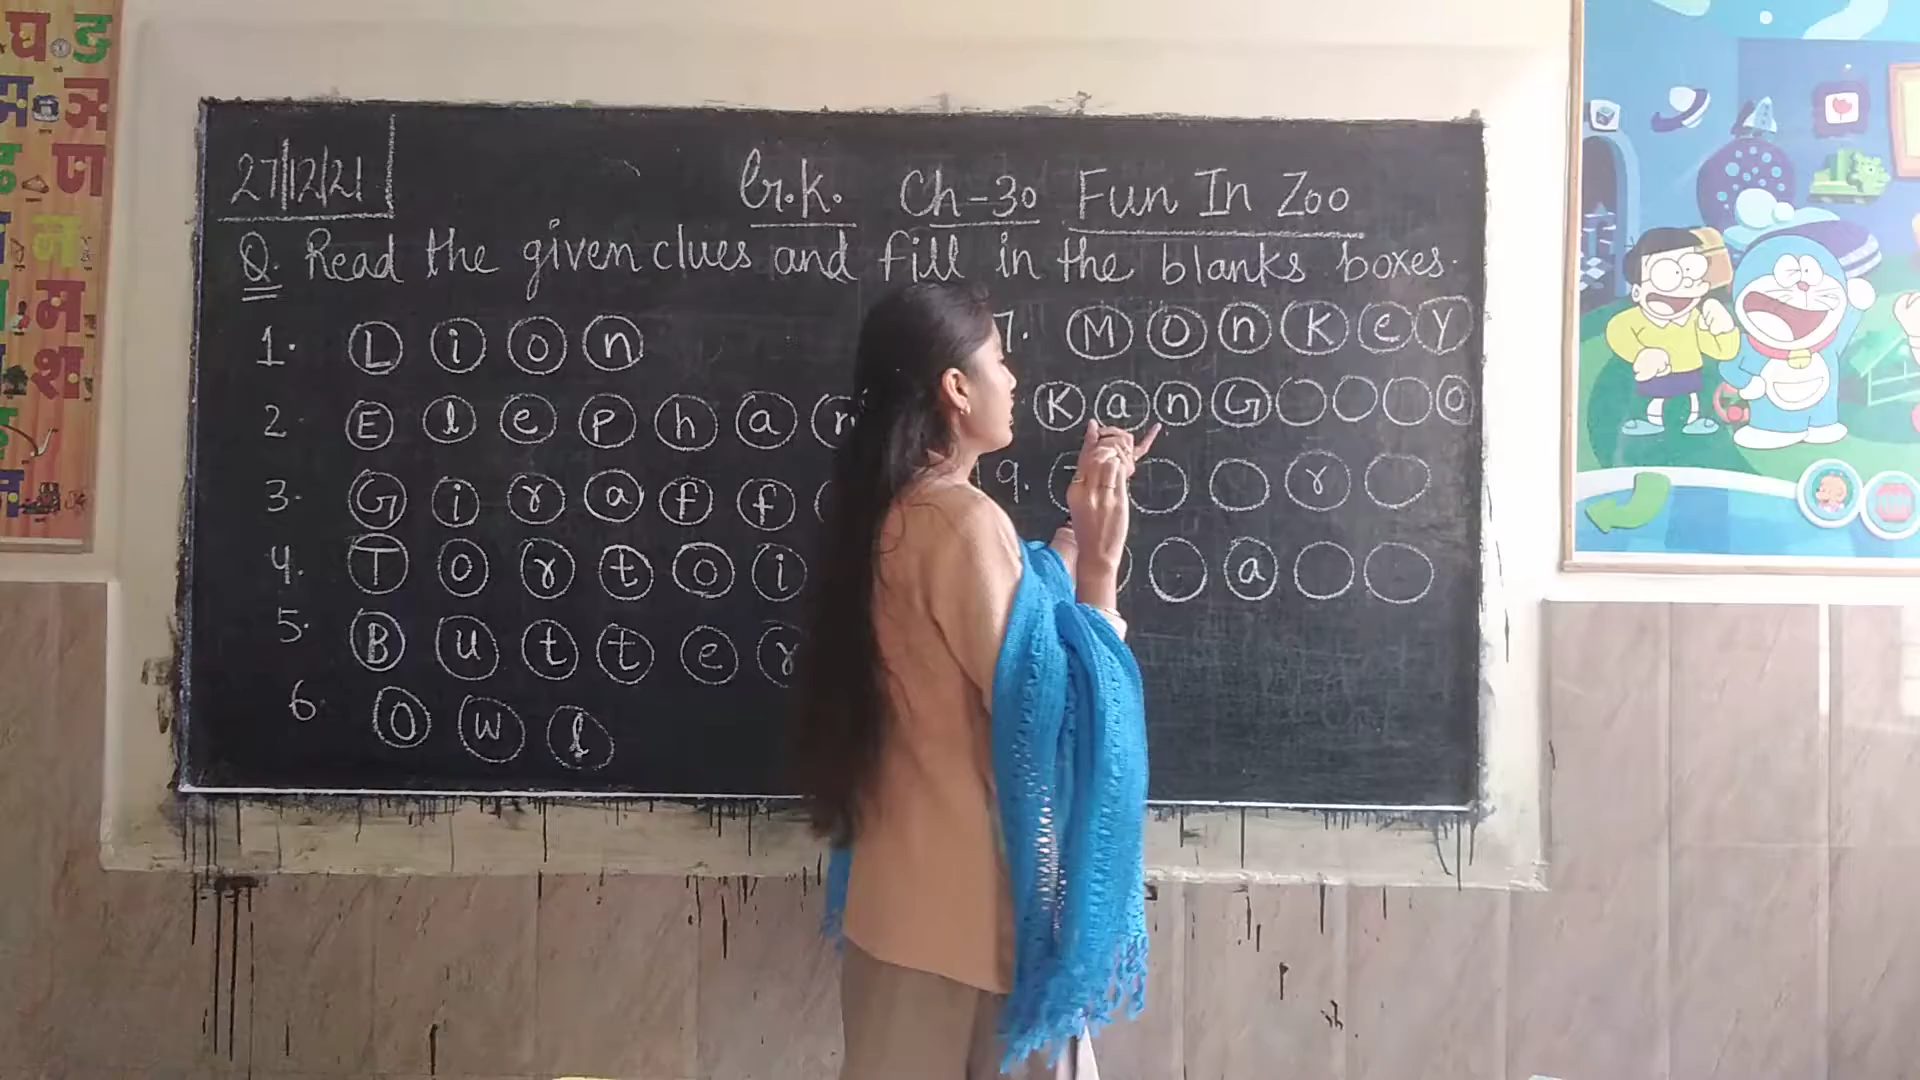 घ ङ
ञ
ण
न
म
श
27/12/21
G.K. Ch-30 Fun In Zoo
Q. Read the given clues and fill in the blanks boxes.
1. L i o n
2. E l e p h a n
3. G i r a f f
4. T o r t o i
5. B u t t e r
6. O w l
7. M o n K e y
K a n G o
9. r
a